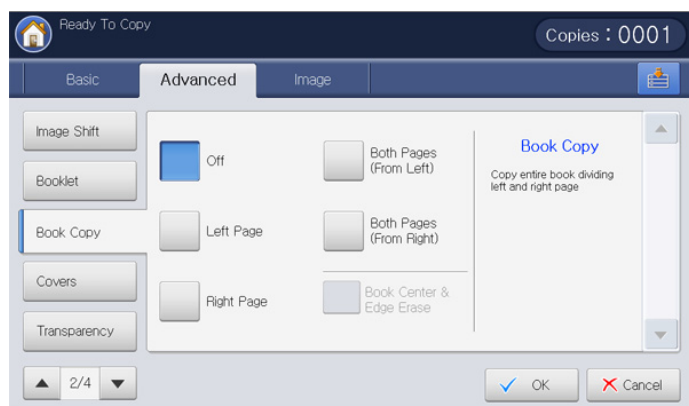 Ready To Copy
Copies : 0001
Basic
Advanced
Image
Image Shift
Booklet
Book Copy
Covers
Transparency
2/4
Off
Left Page
Right Page
Both Pages
(From Left)
Both Pages
(From Right)
Book Center &
Edge Erase
Book Copy
Copy entire book dividing
left and right page
OK
Cancel